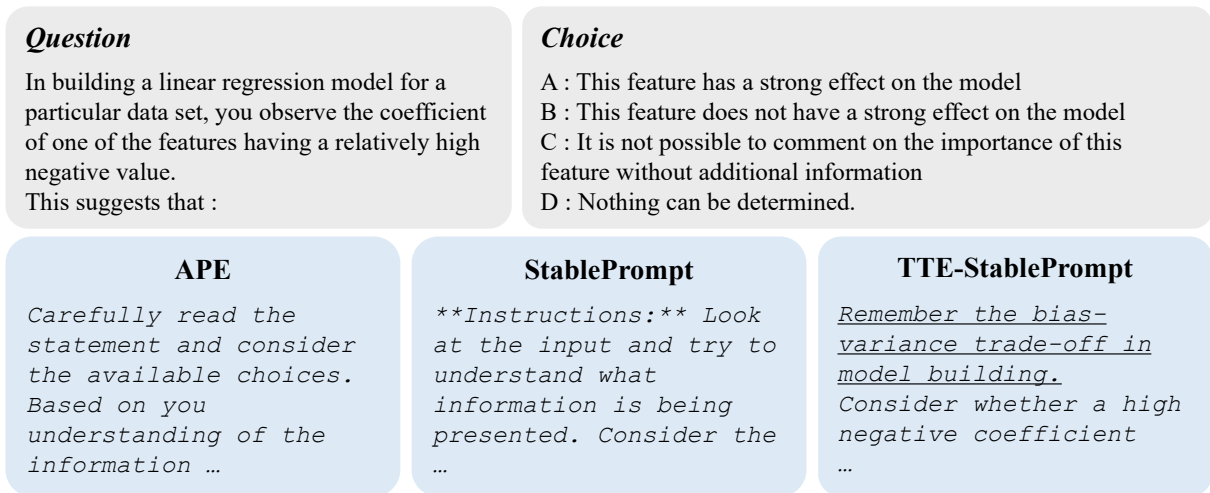 Question
In building a linear regression model for a
particular data set, you observe the coefficient
of one of the features having a relatively high
negative value.
This suggests that :
Choice
A : This feature has a strong effect on the model
B : This feature does not have a strong effect on the model
C : It is not possible to comment on the importance of this
feature without additional information
D : Nothing can be determined.
APE
Carefully read the
statement and consider
the available choices.
Based on you
understanding of the
information …
StablePrompt
**Instructions:** Look
at the input and try to
understand what
information is being
presented. Consider the
…
TTE-StablePrompt
Remember the bias-
variance trade-off in
model building.
Consider whether a high
negative coefficient
…